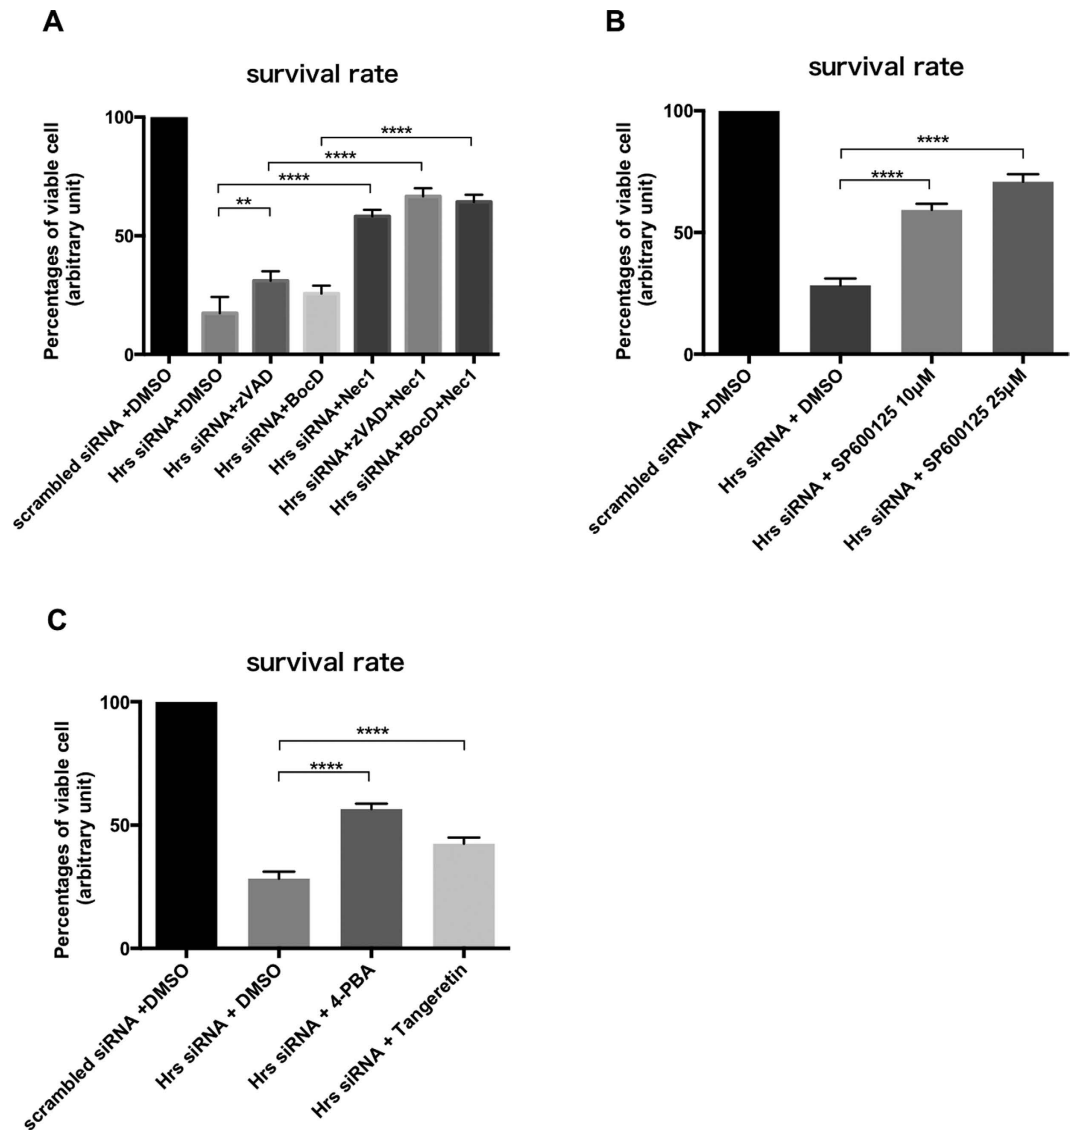 A
survival rate
Percentages of viable cell
(arbitrary unit)
100
50
0
**
****
****
****
scrambled siRNA +DMSO
Hrs siRNA+DMSO
Hrs siRNA+zVAD
Hrs siRNA+BocD
Hrs siRNA+Nec1
Hrs siRNA+zVAD+Nec1
Hrs siRNA+BocD+Nec1
B
survival rate
Percentages of viable cell
(arbitrary unit)
100
50
0
****
****
scrambled siRNA +DMSO
Hrs siRNA + DMSO
Hrs siRNA + SP600125 10μM
Hrs siRNA + SP600125 25μM
C
survival rate
Percentages of viable cell
(arbitrary unit)
100
50
0
****
****
scrambled siRNA +DMSO
Hrs siRNA + DMSO
Hrs siRNA + 4-PBA
Hrs siRNA + Tangeretin